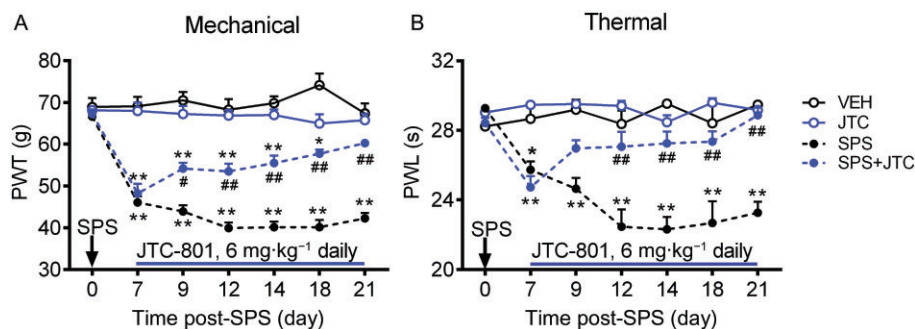 A
Mechanical
80
70
60
50
40
30
PWT (g)
SPS
**
**
**
#
**
**
##
**
**
##
**
*
##
**
##
**
JTC-801, 6 mg·kg⁻¹ daily
0 7 9 12 14 18 21
Time post-SPS (day)
B
Thermal
32
28
24
20
PWL (s)
SPS
*
**
**
##
**
##
**
##
**
##
**
JTC-801, 6 mg·kg⁻¹ daily
0 7 9 12 14 18 21
Time post-SPS (day)
VEH
JTC
SPS
SPS+JTC